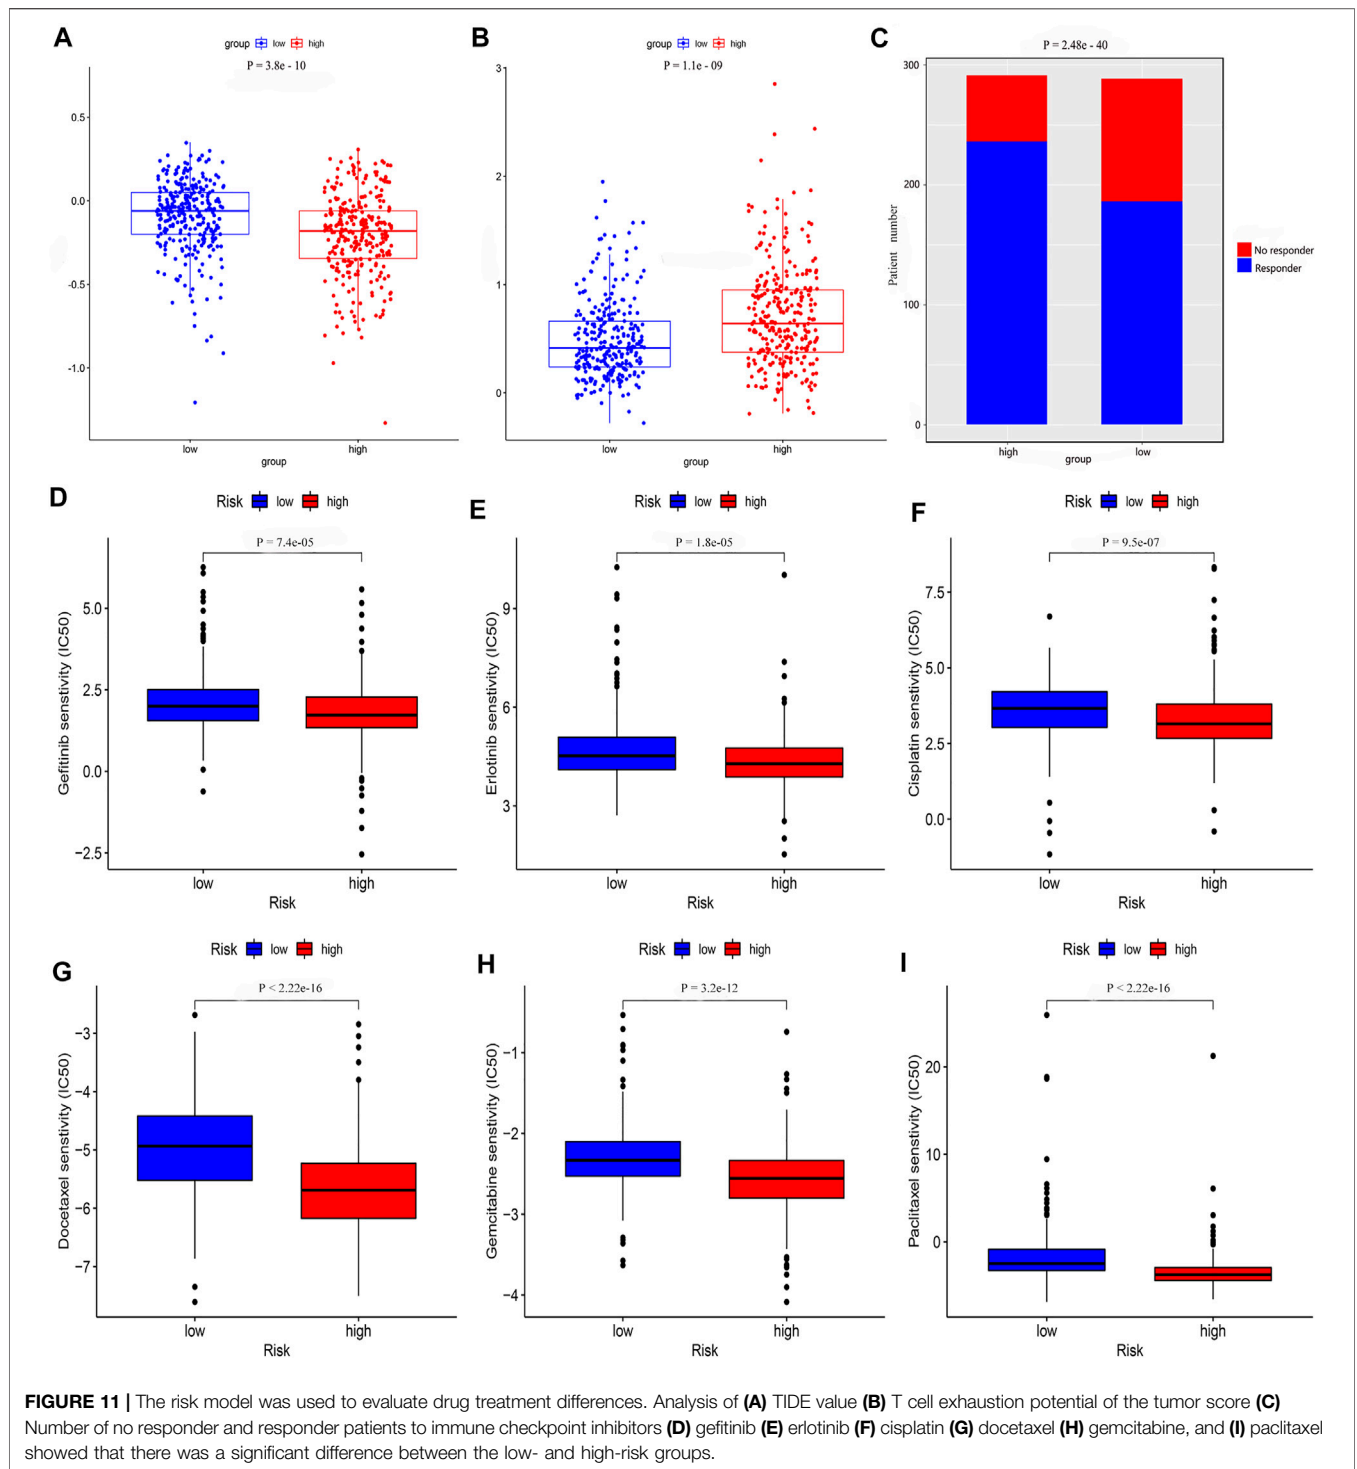 A
group low high
P = 3.8e - 10
0.5
0.0
-0.5
-1.0
low high
group
B
group low high
P = 1.1e - 09
3
2
1
0
low high
group
C
P = 2.48e - 40
300
200
100
0
Patient number
high low
group
No responder
Responder
D
Risk low high
P = 7.4e-05
5.0
2.5
0.0
−2.5
Gefitinib senstivity (IC50)
low high
Risk
E
Risk low high
P = 1.8e-05
9
6
3
Erlotinib senstivity (IC50)
low high
Risk
F
Risk low high
P = 9.5e-07
7.5
5.0
2.5
0.0
Cisplatin senstivity (IC50)
low high
Risk
G
Risk low high
P < 2.22e-16
−3
−4
−5
−6
−7
Docetaxel senstivity (IC50)
low high
Risk
H
Risk low high
P = 3.2e-12
−1
−2
−3
−4
Gemcitabine senstivity (IC50)
low high
Risk
I
Risk low high
P < 2.22e-16
20
10
0
Paclitaxel senstivity (IC50)
low high
Risk
FIGURE 11 | The risk model was used to evaluate drug treatment differences. Analysis of (A) TIDE value (B) T cell exhaustion potential of the tumor score (C)
Number of no responder and responder patients to immune checkpoint inhibitors (D) gefitinib (E) erlotinib (F) cisplatin (G) docetaxel (H) gemcitabine, and (I) paclitaxel
showed that there was a significant difference between the low- and high-risk groups.